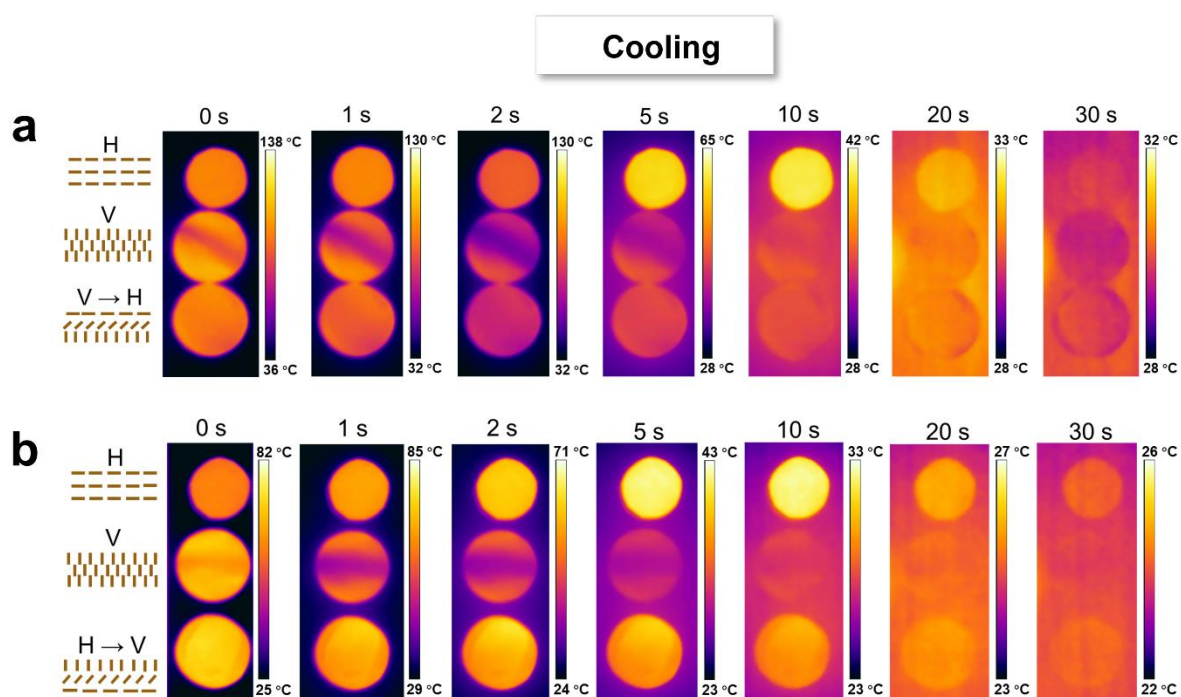 Cooling
a
0 s 1 s 2 s 5 s 10 s 20 s 30 s
138 °C 130 °C 130 °C 65 °C 42 °C 33 °C 32 °C
H
V
V → H
36 °C 32 °C 32 °C 28 °C 28 °C 28 °C 28 °C
b
0 s 1 s 2 s 5 s 10 s 20 s 30 s
82 °C 85 °C 71 °C 43 °C 33 °C 27 °C 26 °C
H
V
H → V
25 °C 29 °C 24 °C 23 °C 23 °C 23 °C 22 °C